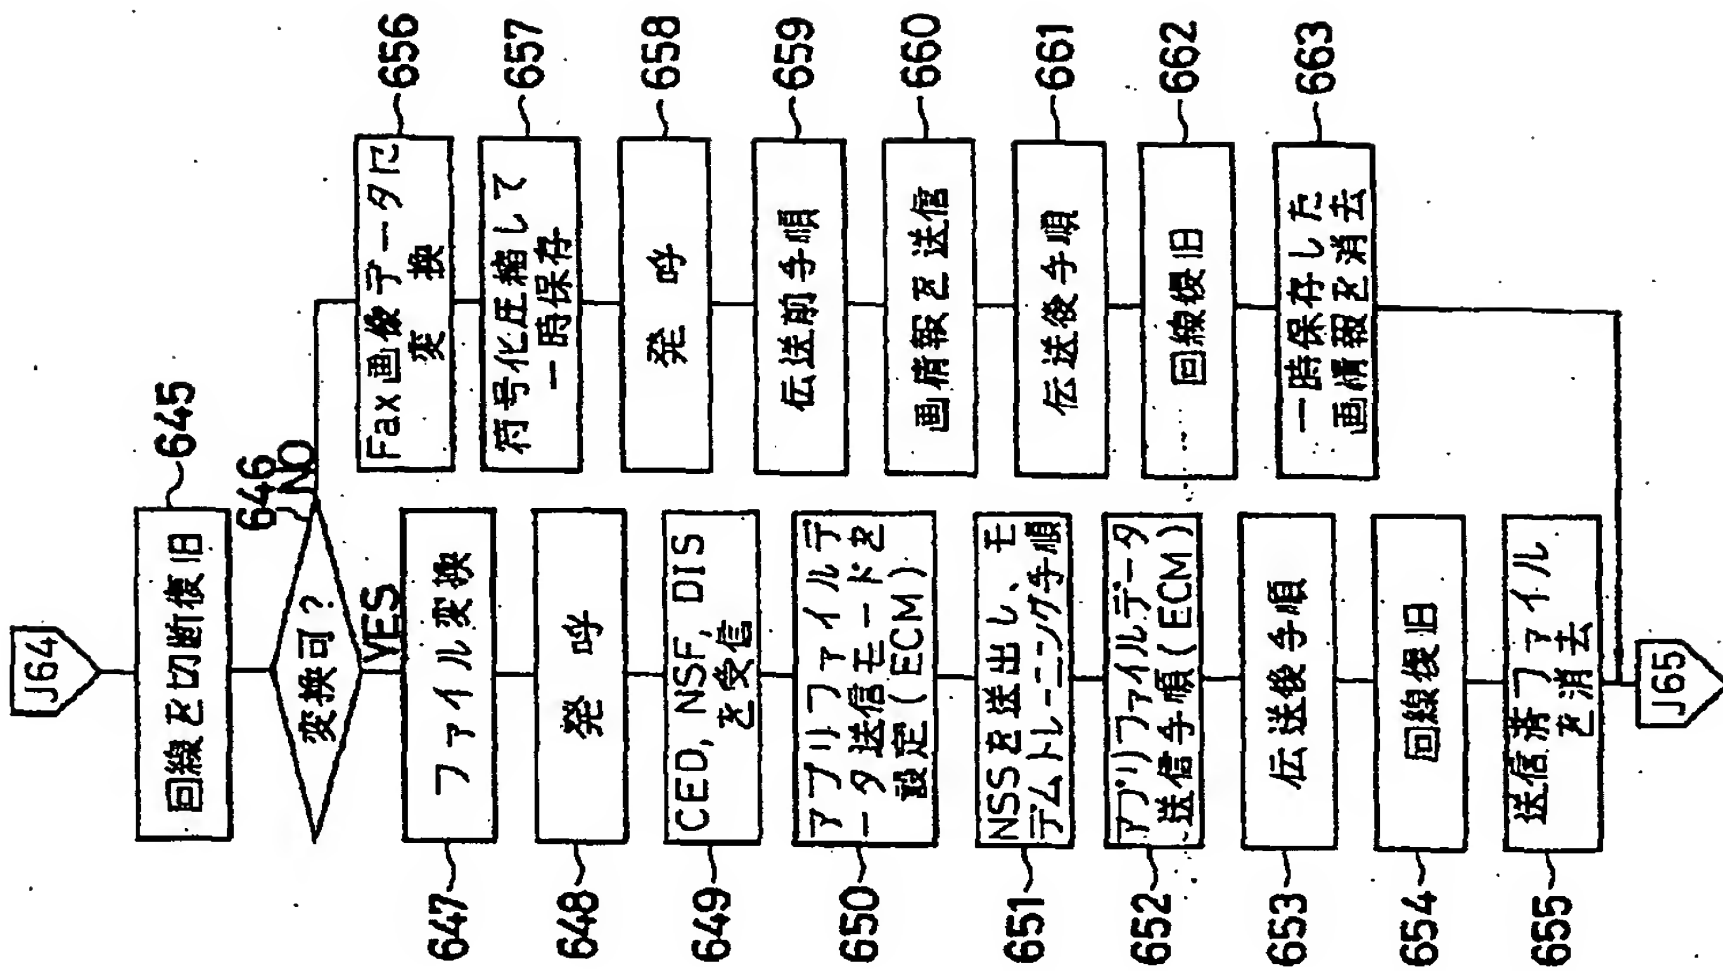 J64
回線を切断復旧
645
646
変換可?
NO
YES
ファイル変換
647
発 呼
648
CED, NSF, DIS
を受信
649
アプリファイルデ
ータ送信モードを
設定(ECM)
650
NSSを送出し、モ
デムトレーニング手順
651
アプリファイルデータ
送信手順(ECM)
652
伝送後手順
653
回線復旧
654
送信済ファイル
を消去
655
Fax画像データに
変 換
656
符号化圧縮して
一時保存
657
発 呼
658
伝送前手順
659
画情報を送信
660
伝送後手順
661
回線復旧
662
一時保存した
画情報を消去
663
J65